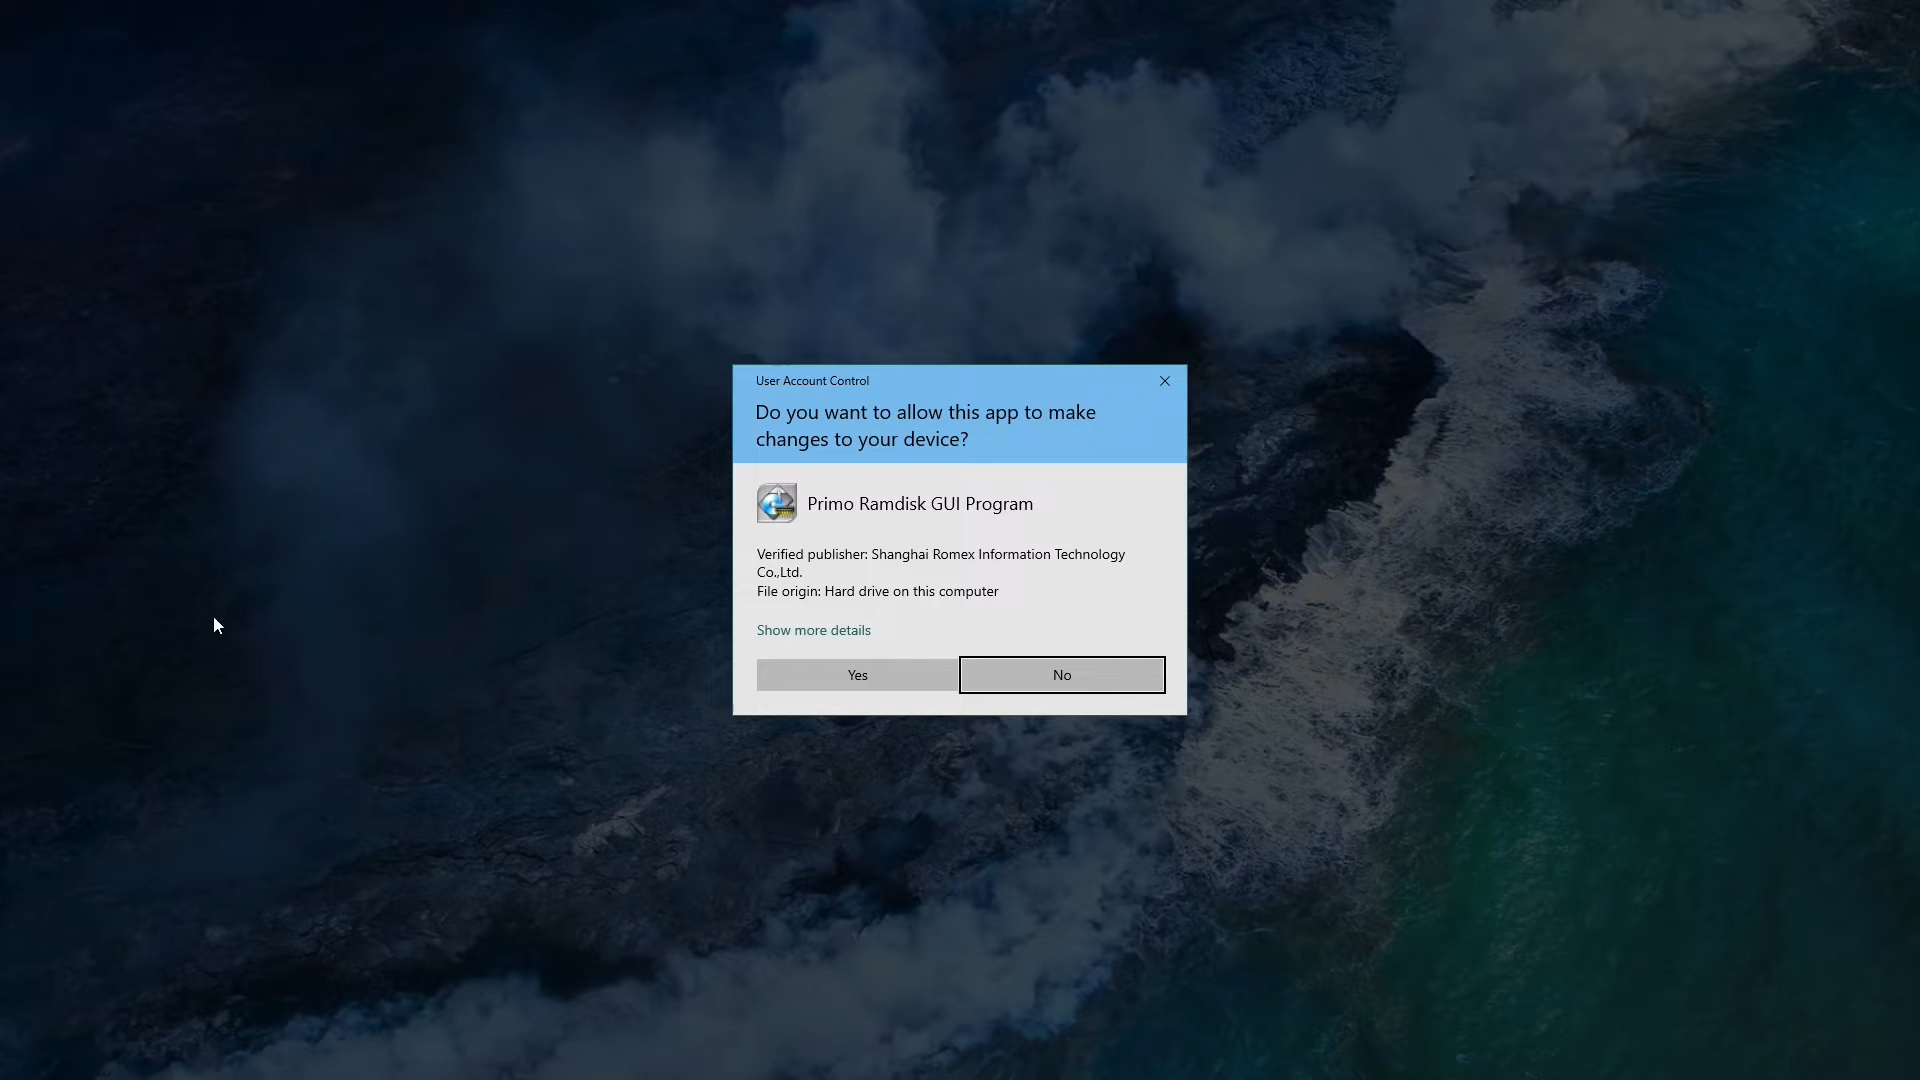 User Account Control
Do you want to allow this app to make
changes to your device?
Primo Ramdisk GUI Program
Verified publisher: Shanghai Romex Information Technology
Co.,Ltd.
File origin: Hard drive on this computer
Show more details
Yes
No